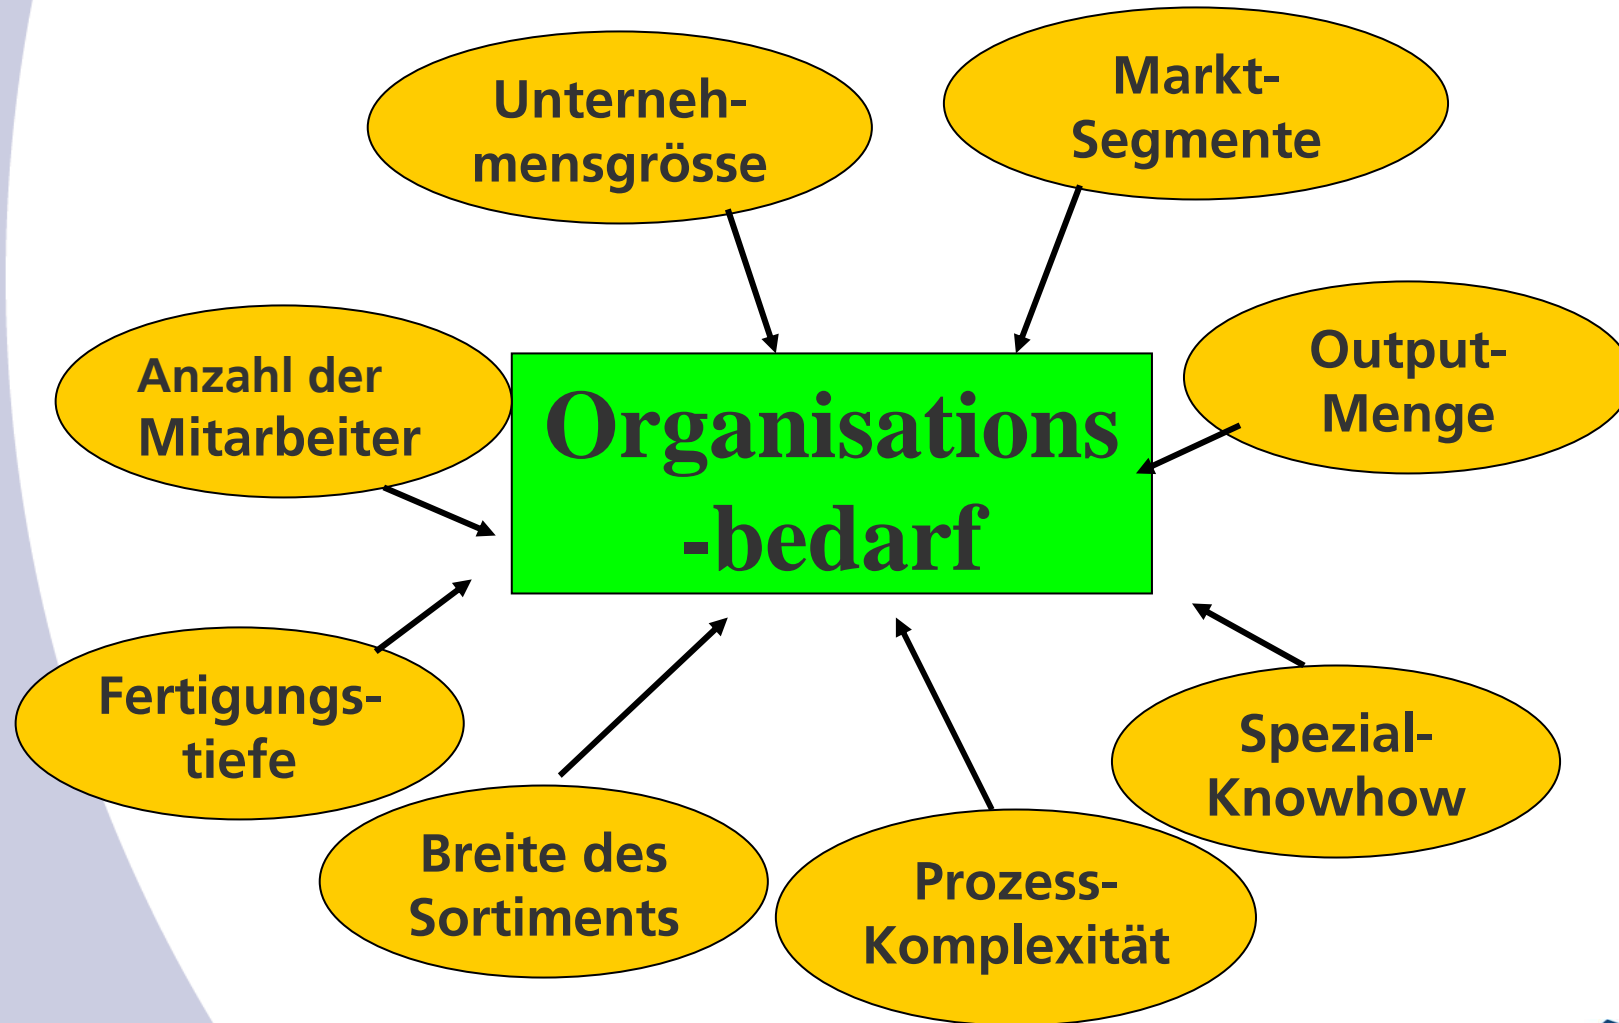 Unterneh-
mensgrösse
Markt-
Segmente
Anzahl der
Mitarbeiter
Organisations
-bedarf
Output-
Menge
Fertigungs-
tiefe
Breite des
Sortiments
Prozess-
Komplexität
Spezial-
Knowhow